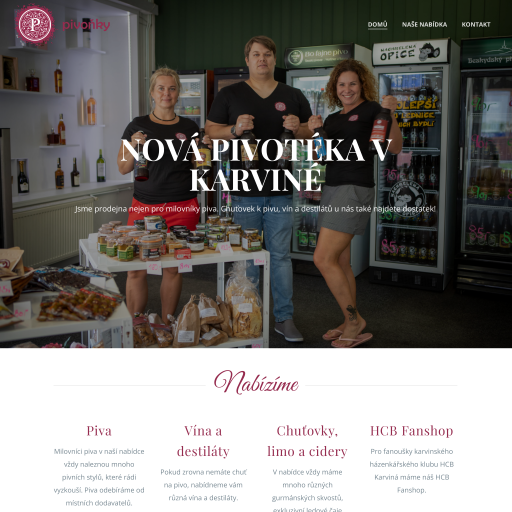 P
pivoňky
DOMŮ NAŠE NABÍDKA KONTAKT
NOVÁ PIVOTÉKA V
KARVINÉ
Jsme prodejna nejen pro milovníky piva. Chuťovek k pivu, vín a destilátů u nás také najdete dostatek!
OPICE
Nabízíme
Piva
Milovníci piva v naší nabídce
vždy naleznou mnoho
pivních stylů, které rádi
vyzkouší. Piva odebíráme od
místních dodavatelů.
Vína a
destiláty
Pokud zrovna nemáte chuť
na pivo, nabídneme vám
různá vína a destiláty.
Chuťovky,
limo a cidery
V nabídce vždy máme
mnoho různých
gurmánských skvostů,
exkluzivní ledové čaje,
HCB Fanshop
Pro fanoušky karvinského
házenkářského klubu HCB
Karviná máme náš HCB
Fanshop.